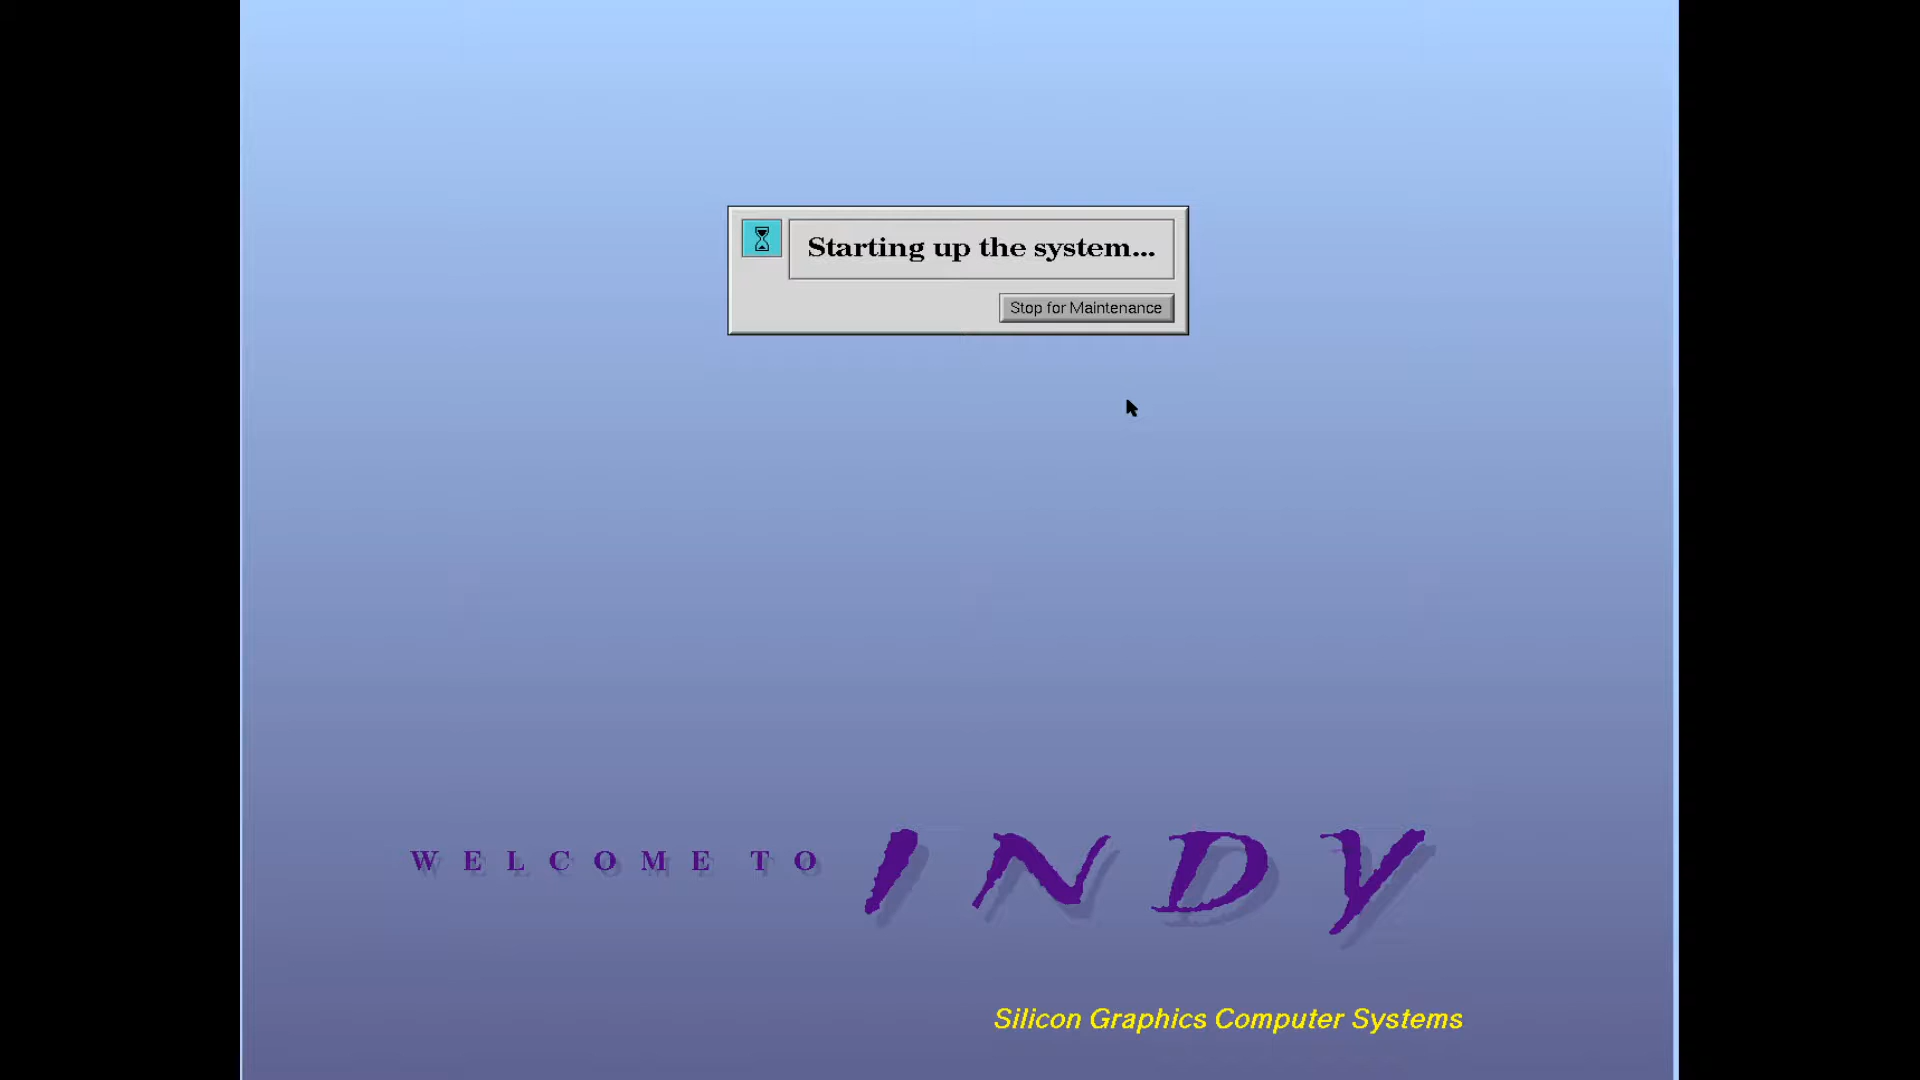 Starting up the system...
Stop for Maintenance
WELCOME TO INDY
Silicon Graphics Computer Systems